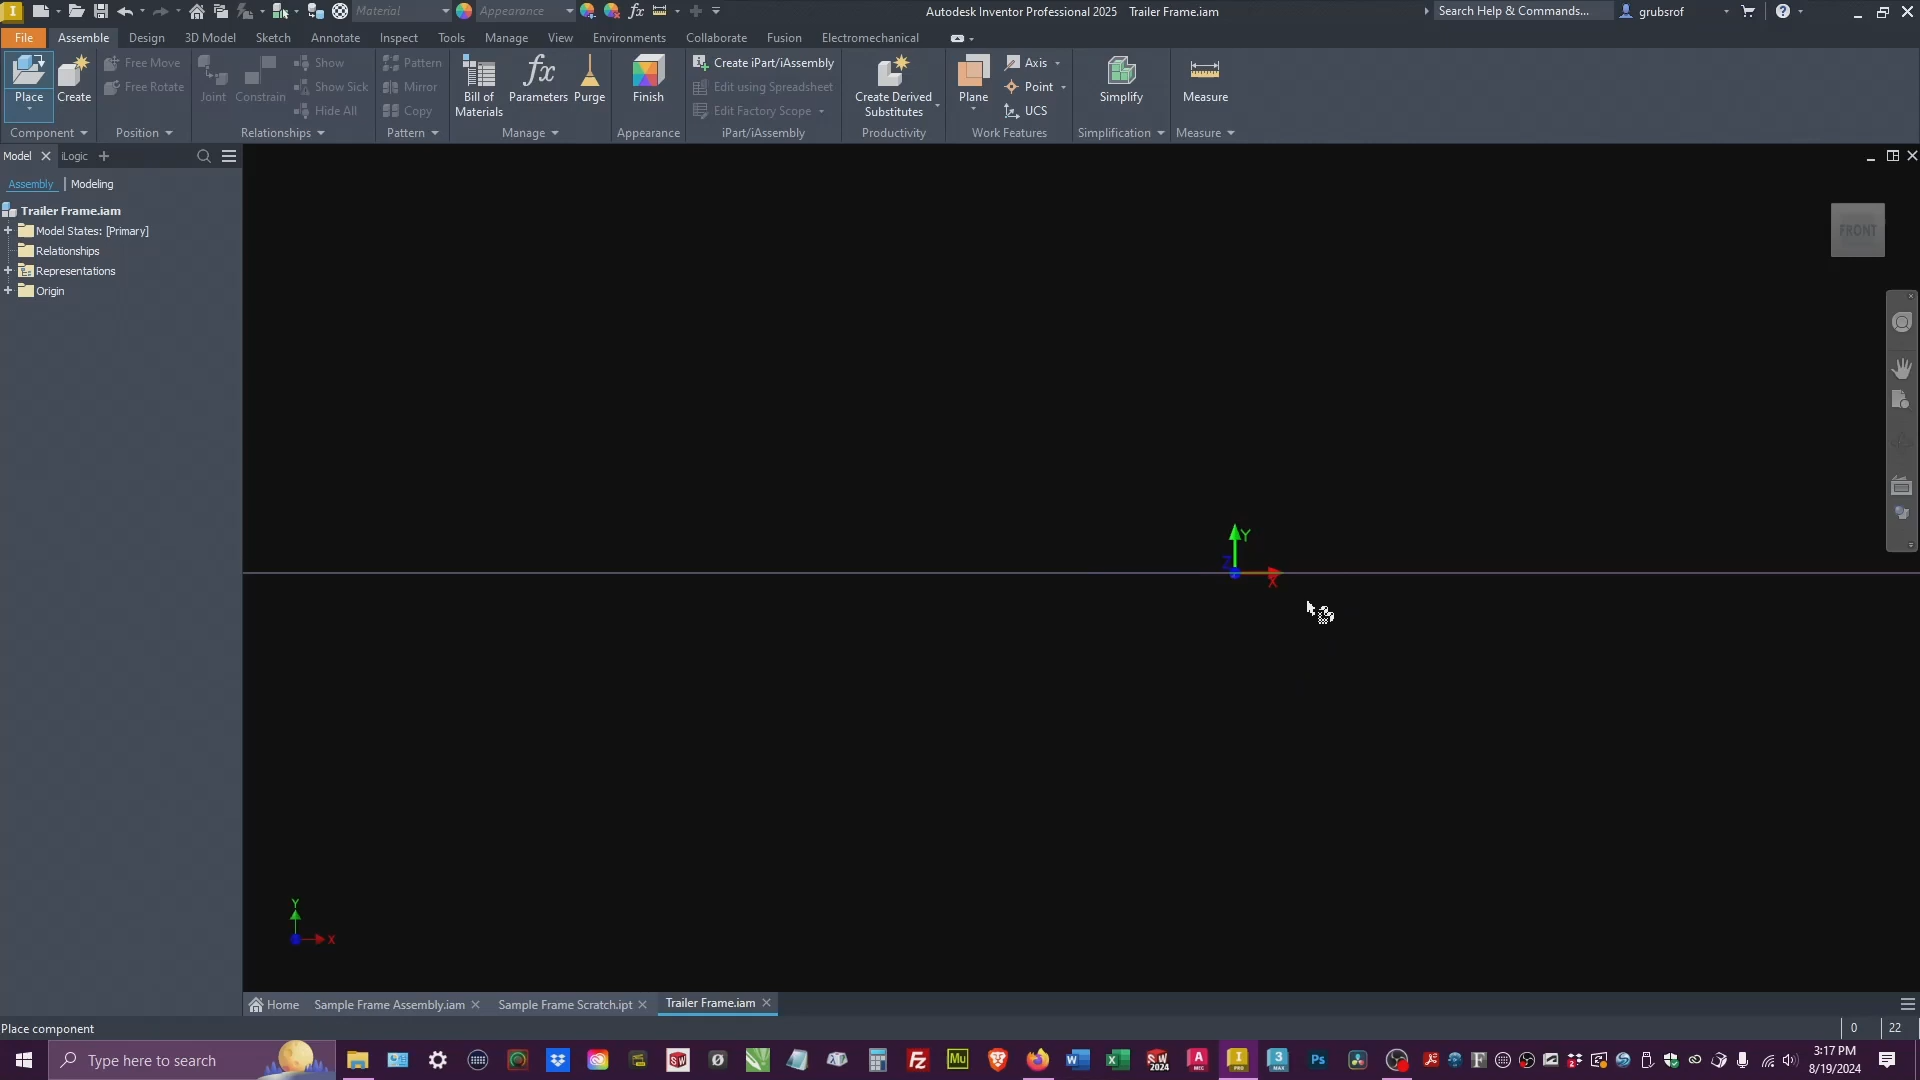 Material
Appearance
Autodesk Inventor Professional 2025 Trailer Frame.iam
Search Help & Commands...
grubsrof
File Assemble Design 3D Model Sketch Annotate Inspect Tools Manage View Environments Collaborate Fusion Electromechanical
Place
Create
Free Move
Free Rotate
Joint
Constrain
Show
Show Sick
Hide All
Pattern
Mirror
Copy
Bill of
Materials
Parameters
Purge
Finish
Create iPart/iAssembly
Edit using Spreadsheet
Edit Factory Scope
Create Derived
Substitutes
Plane
Axis
Point
UCS
Simplify
Measure
Component Position Relationships Pattern Manage Appearance iPart/iAssembly Productivity Work Features Simplification Measure
Model iLogic
Assembly Modeling
Trailer Frame.iam
Model States: [Primary]
Relationships
Representations
Origin
FRONT
Y
Z
X
Y
X
Home Sample Frame Assembly.iam Sample Frame Scratch.ipt Trailer Frame.iam
Place component
0 22
Type here to search
3:17 PM
8/19/2024